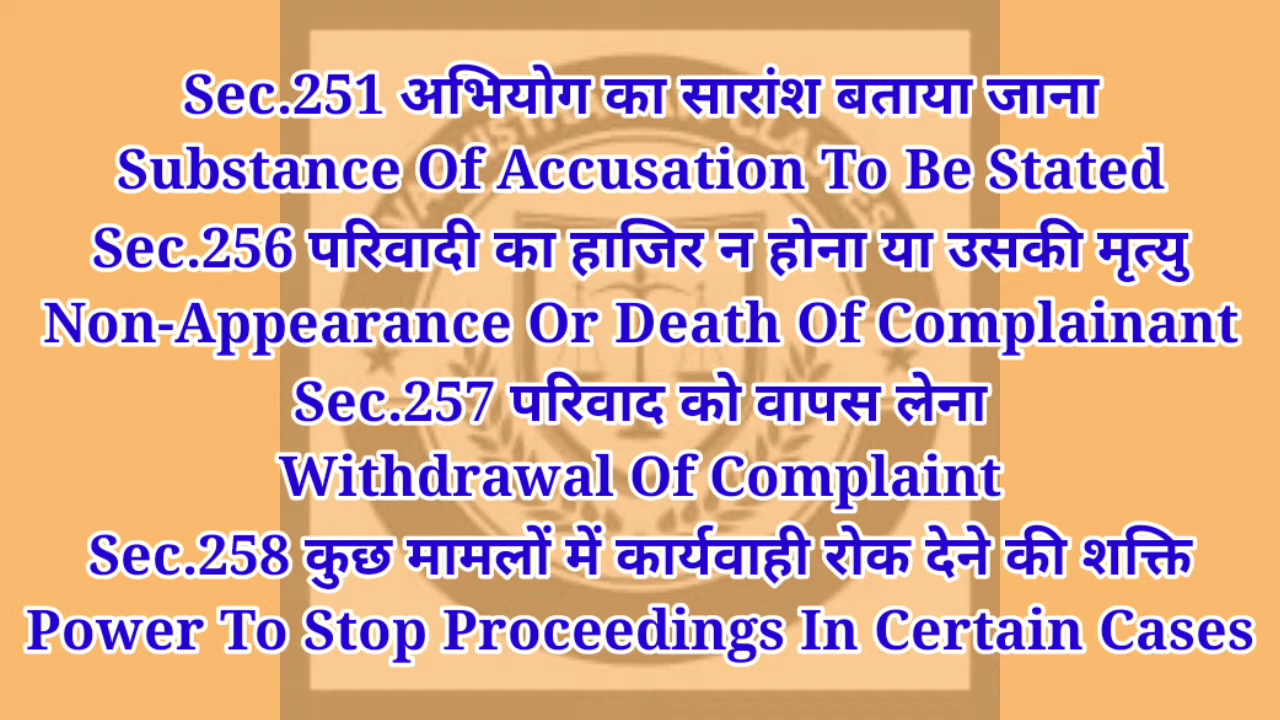 Sec.251 अभियोग का सारांश बताया जाना
Substance Of Accusation To Be Stated
Sec.256 परिवादी का हाजिर न होना या उसकी मृत्यु
Non-Appearance Or Death Of Complainant
Sec.257 परिवाद को वापस लेना
Withdrawal Of Complaint
Sec.258 कुछ मामलों में कार्यवाही रोक देने की शक्ति
Power To Stop Proceedings In Certain Cases